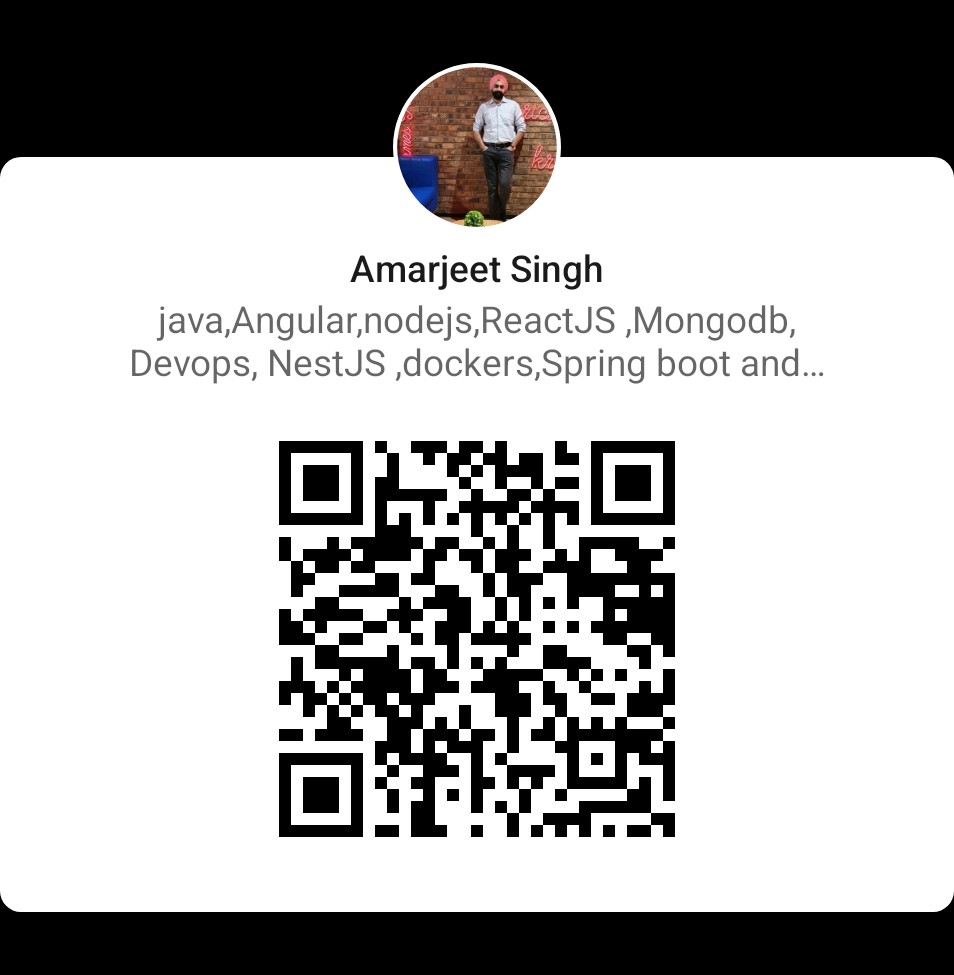 Amarjeet Singh
java,Angular,nodejs,ReactJS ,Mongodb,
Devops, NestJS ,dockers,Spring boot and…